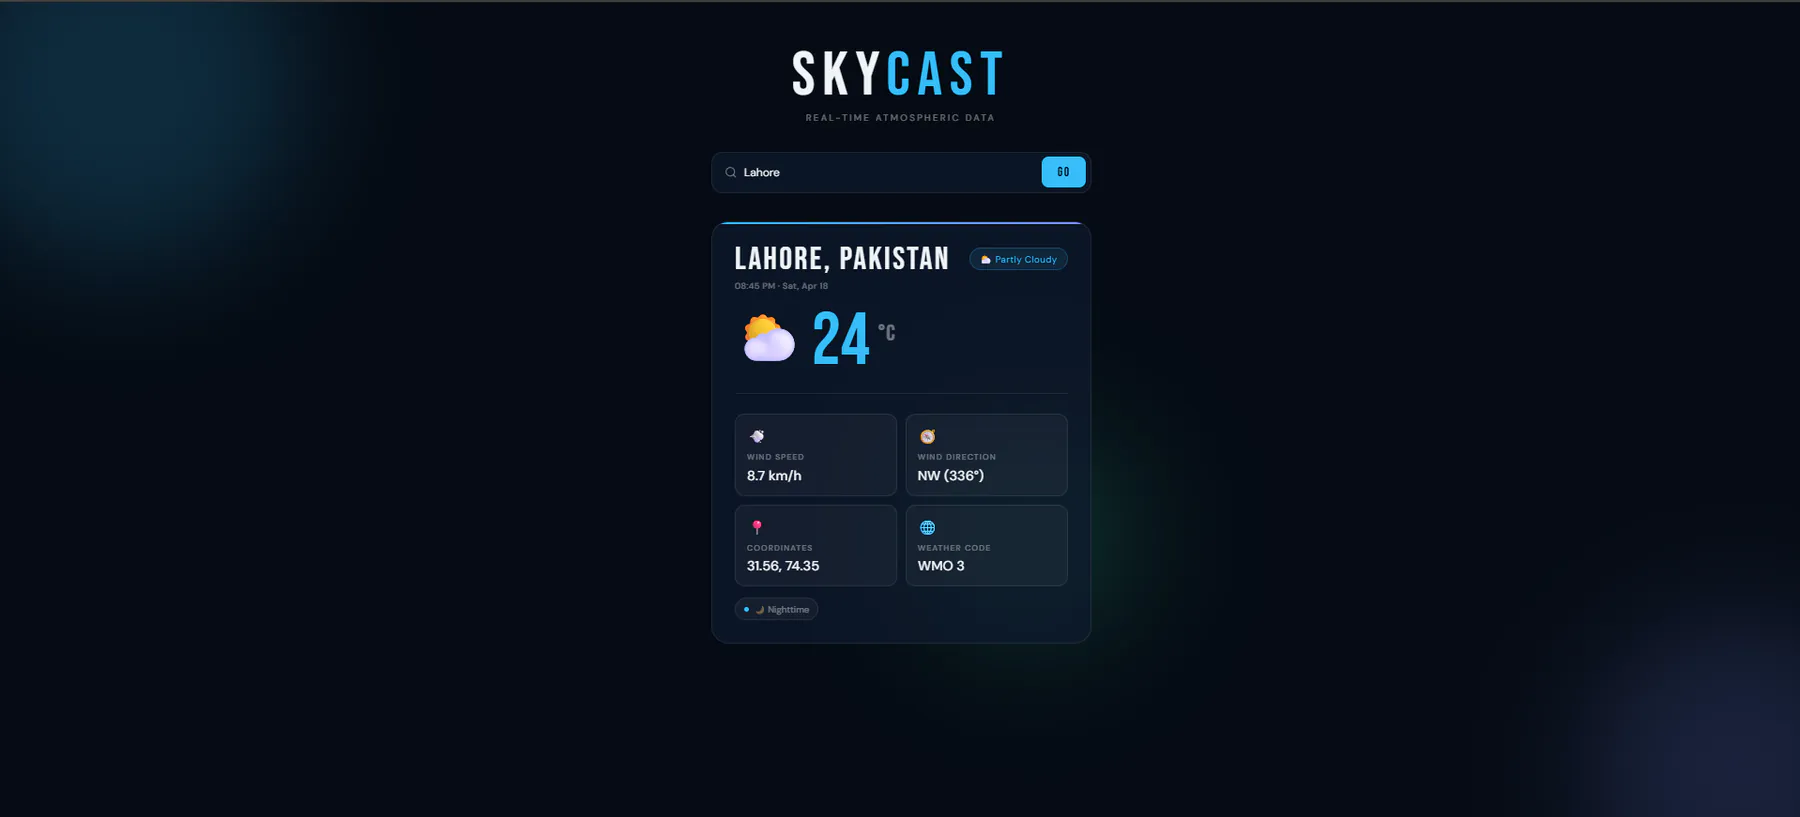 SKYCAST
REAL-TIME ATMOSPHERIC DATA
Lahore
GO
LAHORE, PAKISTAN
Partly Cloudy
08:45 PM · Sat, Apr 18
24 °C
WIND SPEED
8.7 km/h
WIND DIRECTION
NW (336°)
COORDINATES
31.56, 74.35
WEATHER CODE
WMO 3
Nighttime